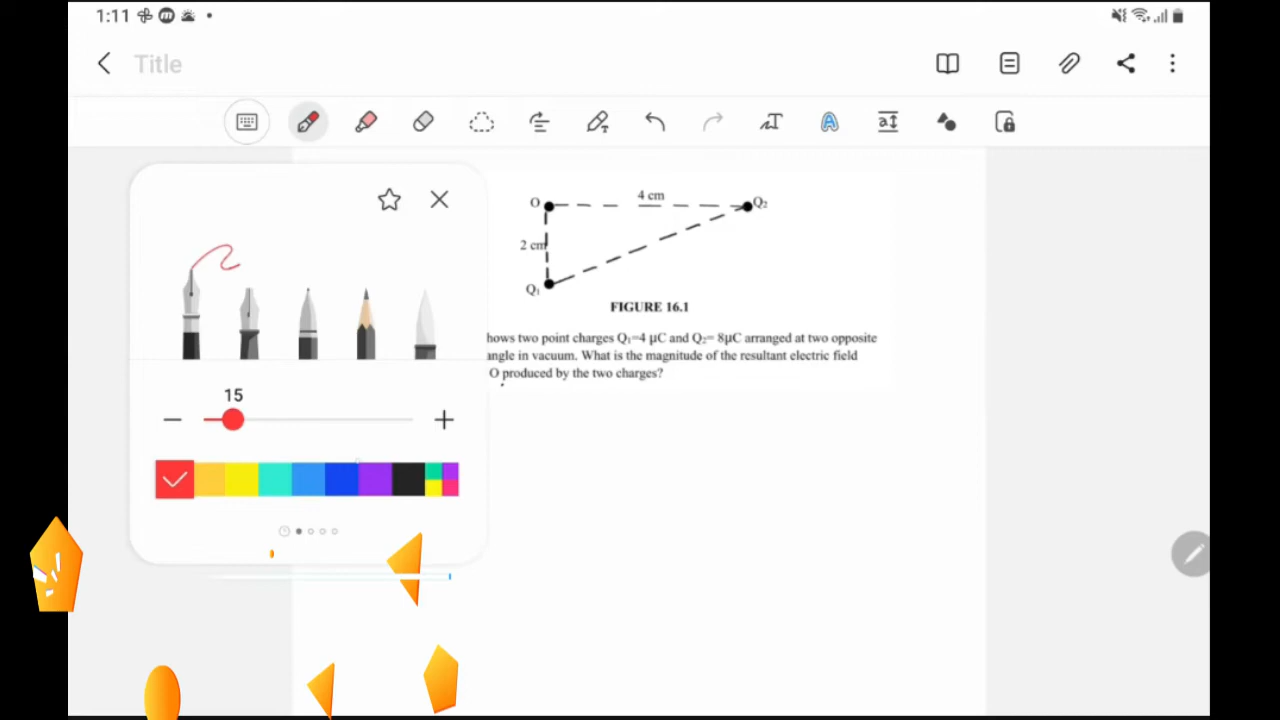 1:11
Title
O
4 cm
Q₂
2 cm
Q₁
FIGURE 16.1
hows two point charges Q₁=4 μC and Q₂= 8μC arranged at two opposite
angle in vacuum. What is the magnitude of the resultant electric field
O produced by the two charges?
15